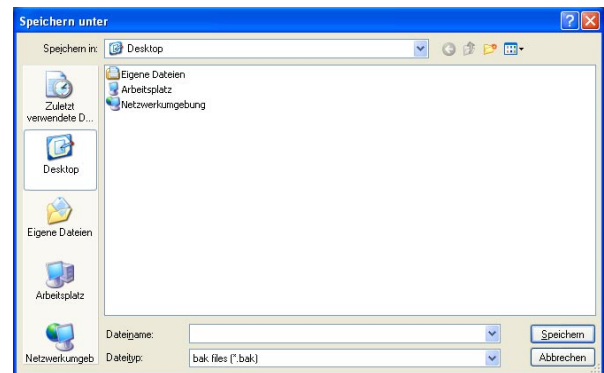 Speichern unter
Speichern in:
Desktop
Eigene Dateien
Arbeitsplatz
Netzwerkumgebung
Zuletzt
verwendete D...
Desktop
Eigene Dateien
Arbeitsplatz
Netzwerkumgeb
Dateiname:
Speichern
Dateityp:
bak files (*.bak)
Abbrechen